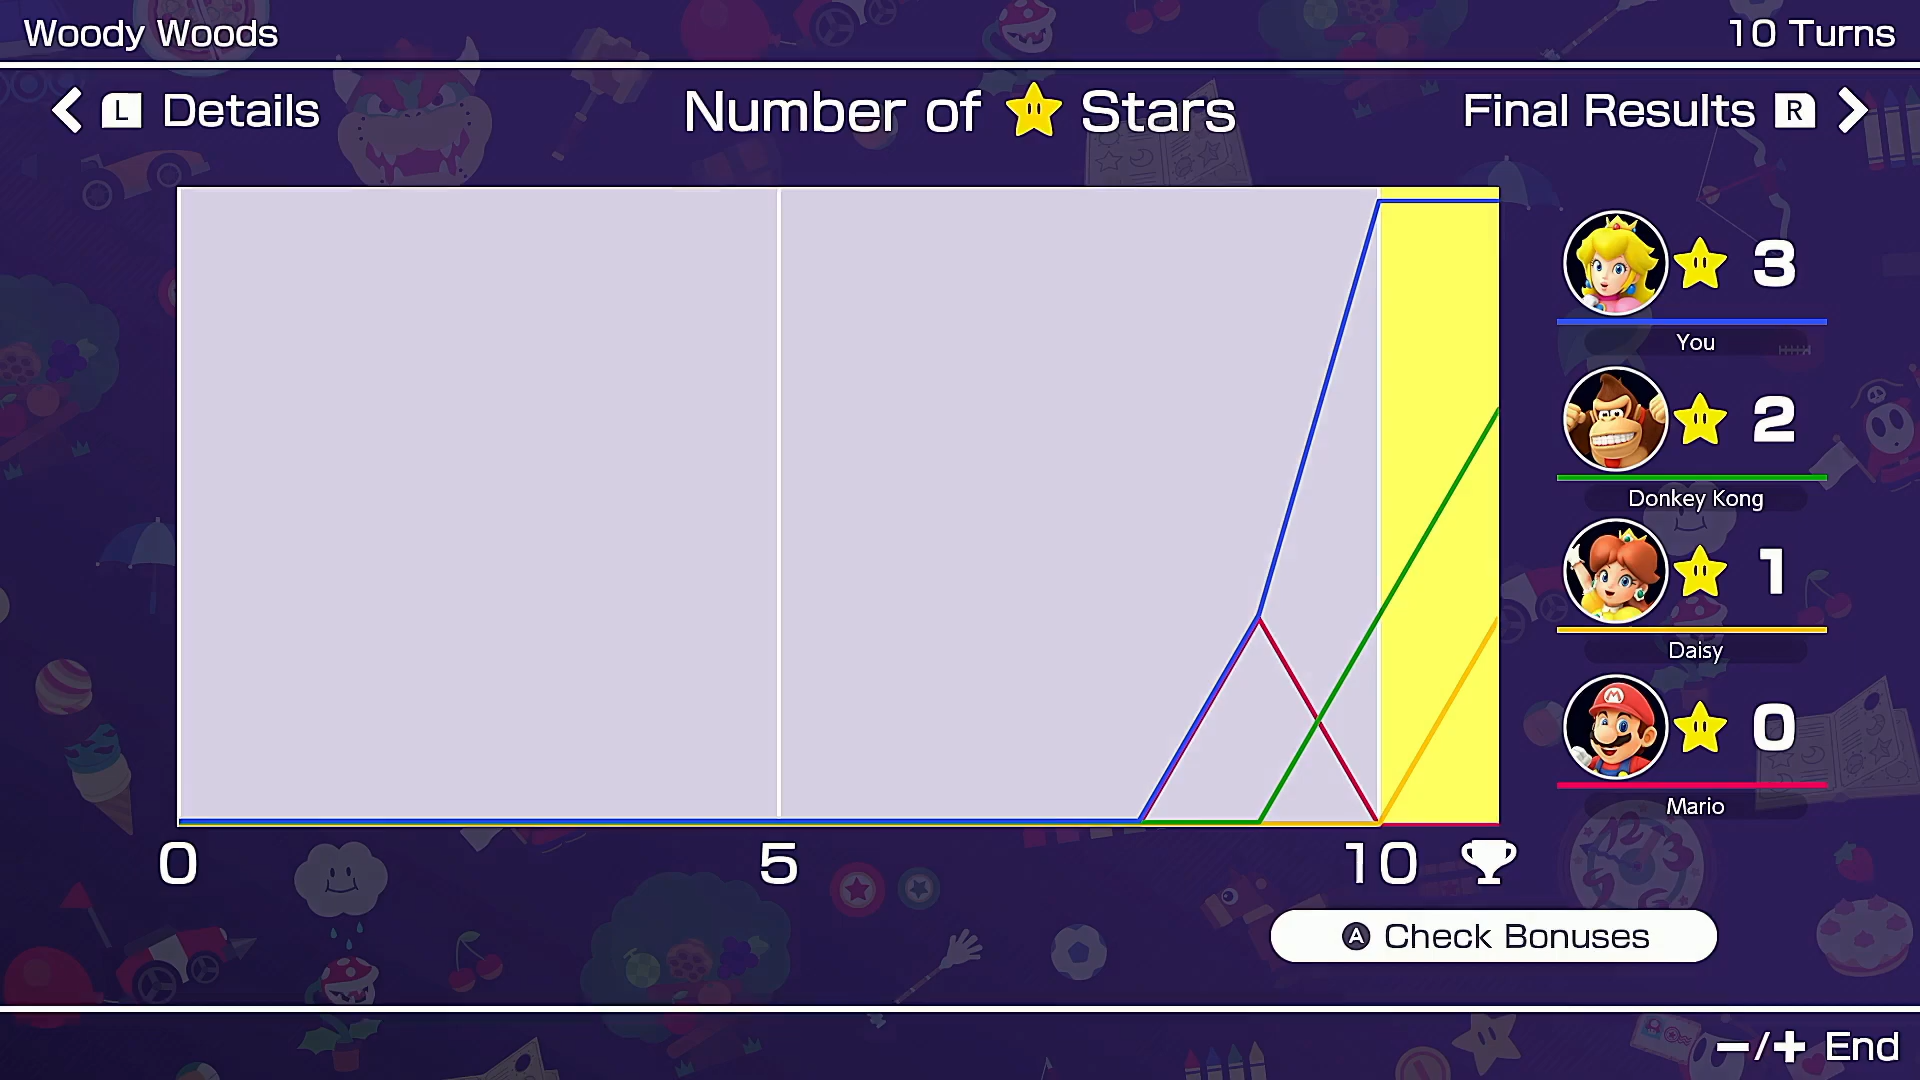 Woody Woods
10 Turns
L Details
Number of Stars
Final Results R
3
You
2
Donkey Kong
1
Daisy
0
Mario
0 5 10
A Check Bonuses
-/+ End